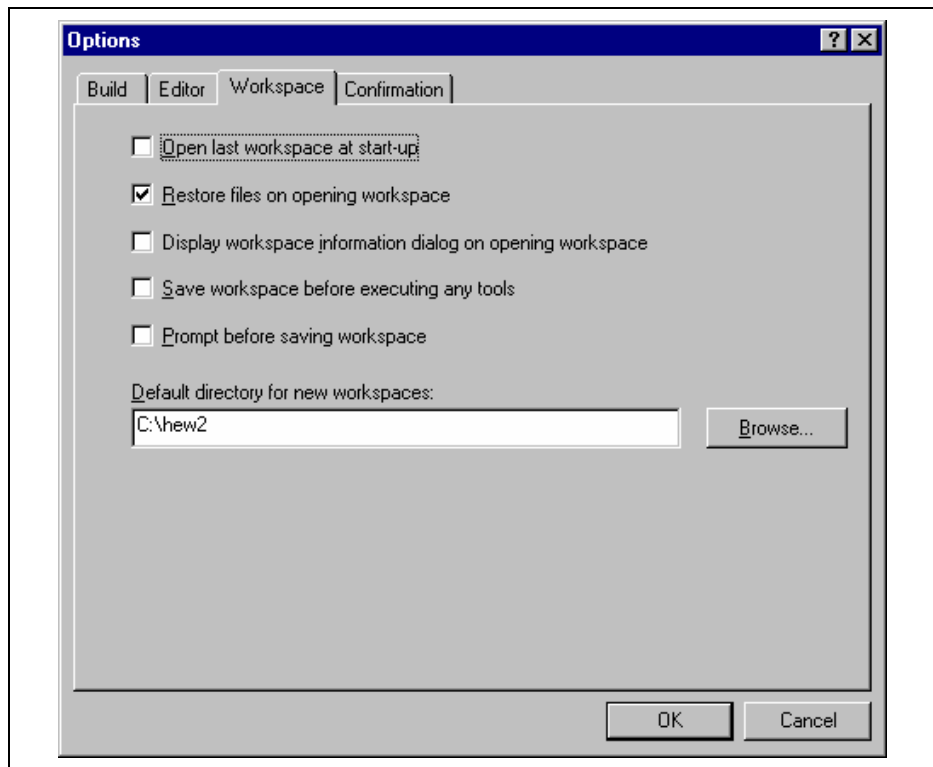 Options
Build Editor Workspace Confirmation
Open last workspace at start-up
Restore files on opening workspace
Display workspace information dialog on opening workspace
Save workspace before executing any tools
Prompt before saving workspace
Default directory for new workspaces:
C:\hew2 Browse...
OK Cancel